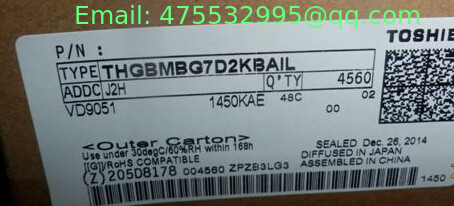 Email: 475532995@qq.com
TOSHIB
P/N :
TYPE THGBMBG7D2KBAIL
ADDC J2H Q'TY 4560
VD9051 1450KAE 48C 00 02
<Outer Carton>
Use under 30degC/60%RH within 168h
[[G]]/RoHS COMPATIBLE
SEALED Dec. 26, 2014
DIFFUSED IN JAPAN
ASSEMBLED IN CHINA
(Z)205D8178 004560 ZPZB3LG3
1450